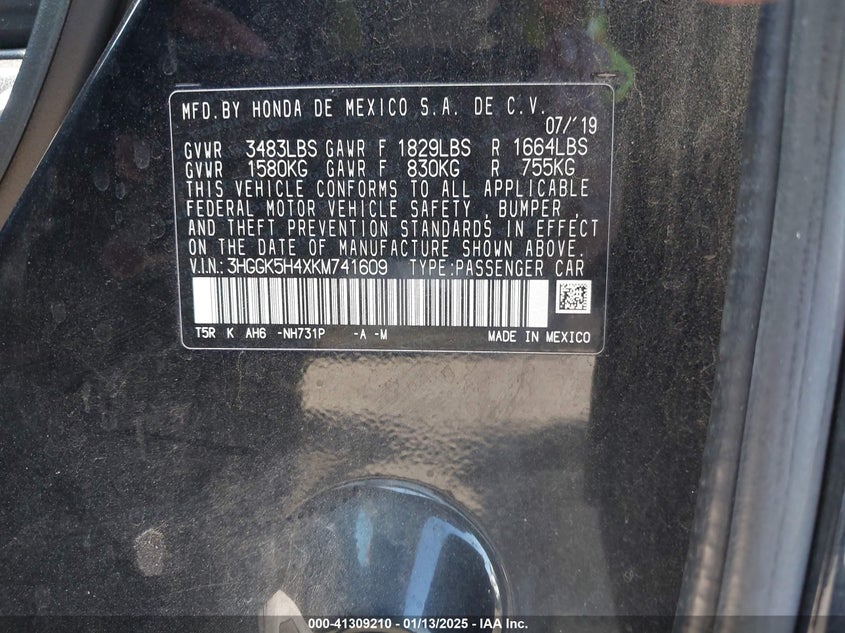 MFD.BY HONDA DE MEXICO S.A. DE C.V.
07/'19
GVWR 3483LBS GAWR F 1829LBS R 1664LBS
GVWR 1580KG GAWR F 830KG R 755KG
THIS VEHICLE CONFORMS TO ALL APPLICABLE
FEDERAL MOTOR VEHICLE SAFETY , BUMPER ,
AND THEFT PREVENTION STANDARDS IN EFFECT
ON THE DATE OF MANUFACTURE SHOWN ABOVE.
V.I.N.: 3HGGK5H4XKM741609 TYPE:PASSENGER CAR
T5R K AH6 -NH731P -A -M MADE IN MEXICO
000-41309210 - 01/13/2025 - IAA Inc.